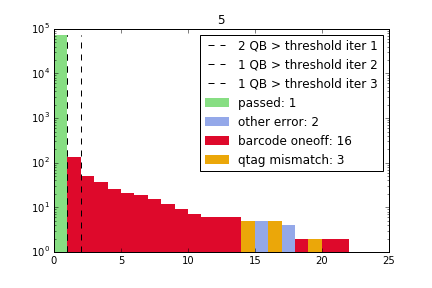 5
10^5
10^4
10^3
10^2
10^1
10^0
0 5 10 15 20 25
2 QB > threshold iter 1
1 QB > threshold iter 2
1 QB > threshold iter 3
passed: 1
other error: 2
barcode oneoff: 16
qtag mismatch: 3